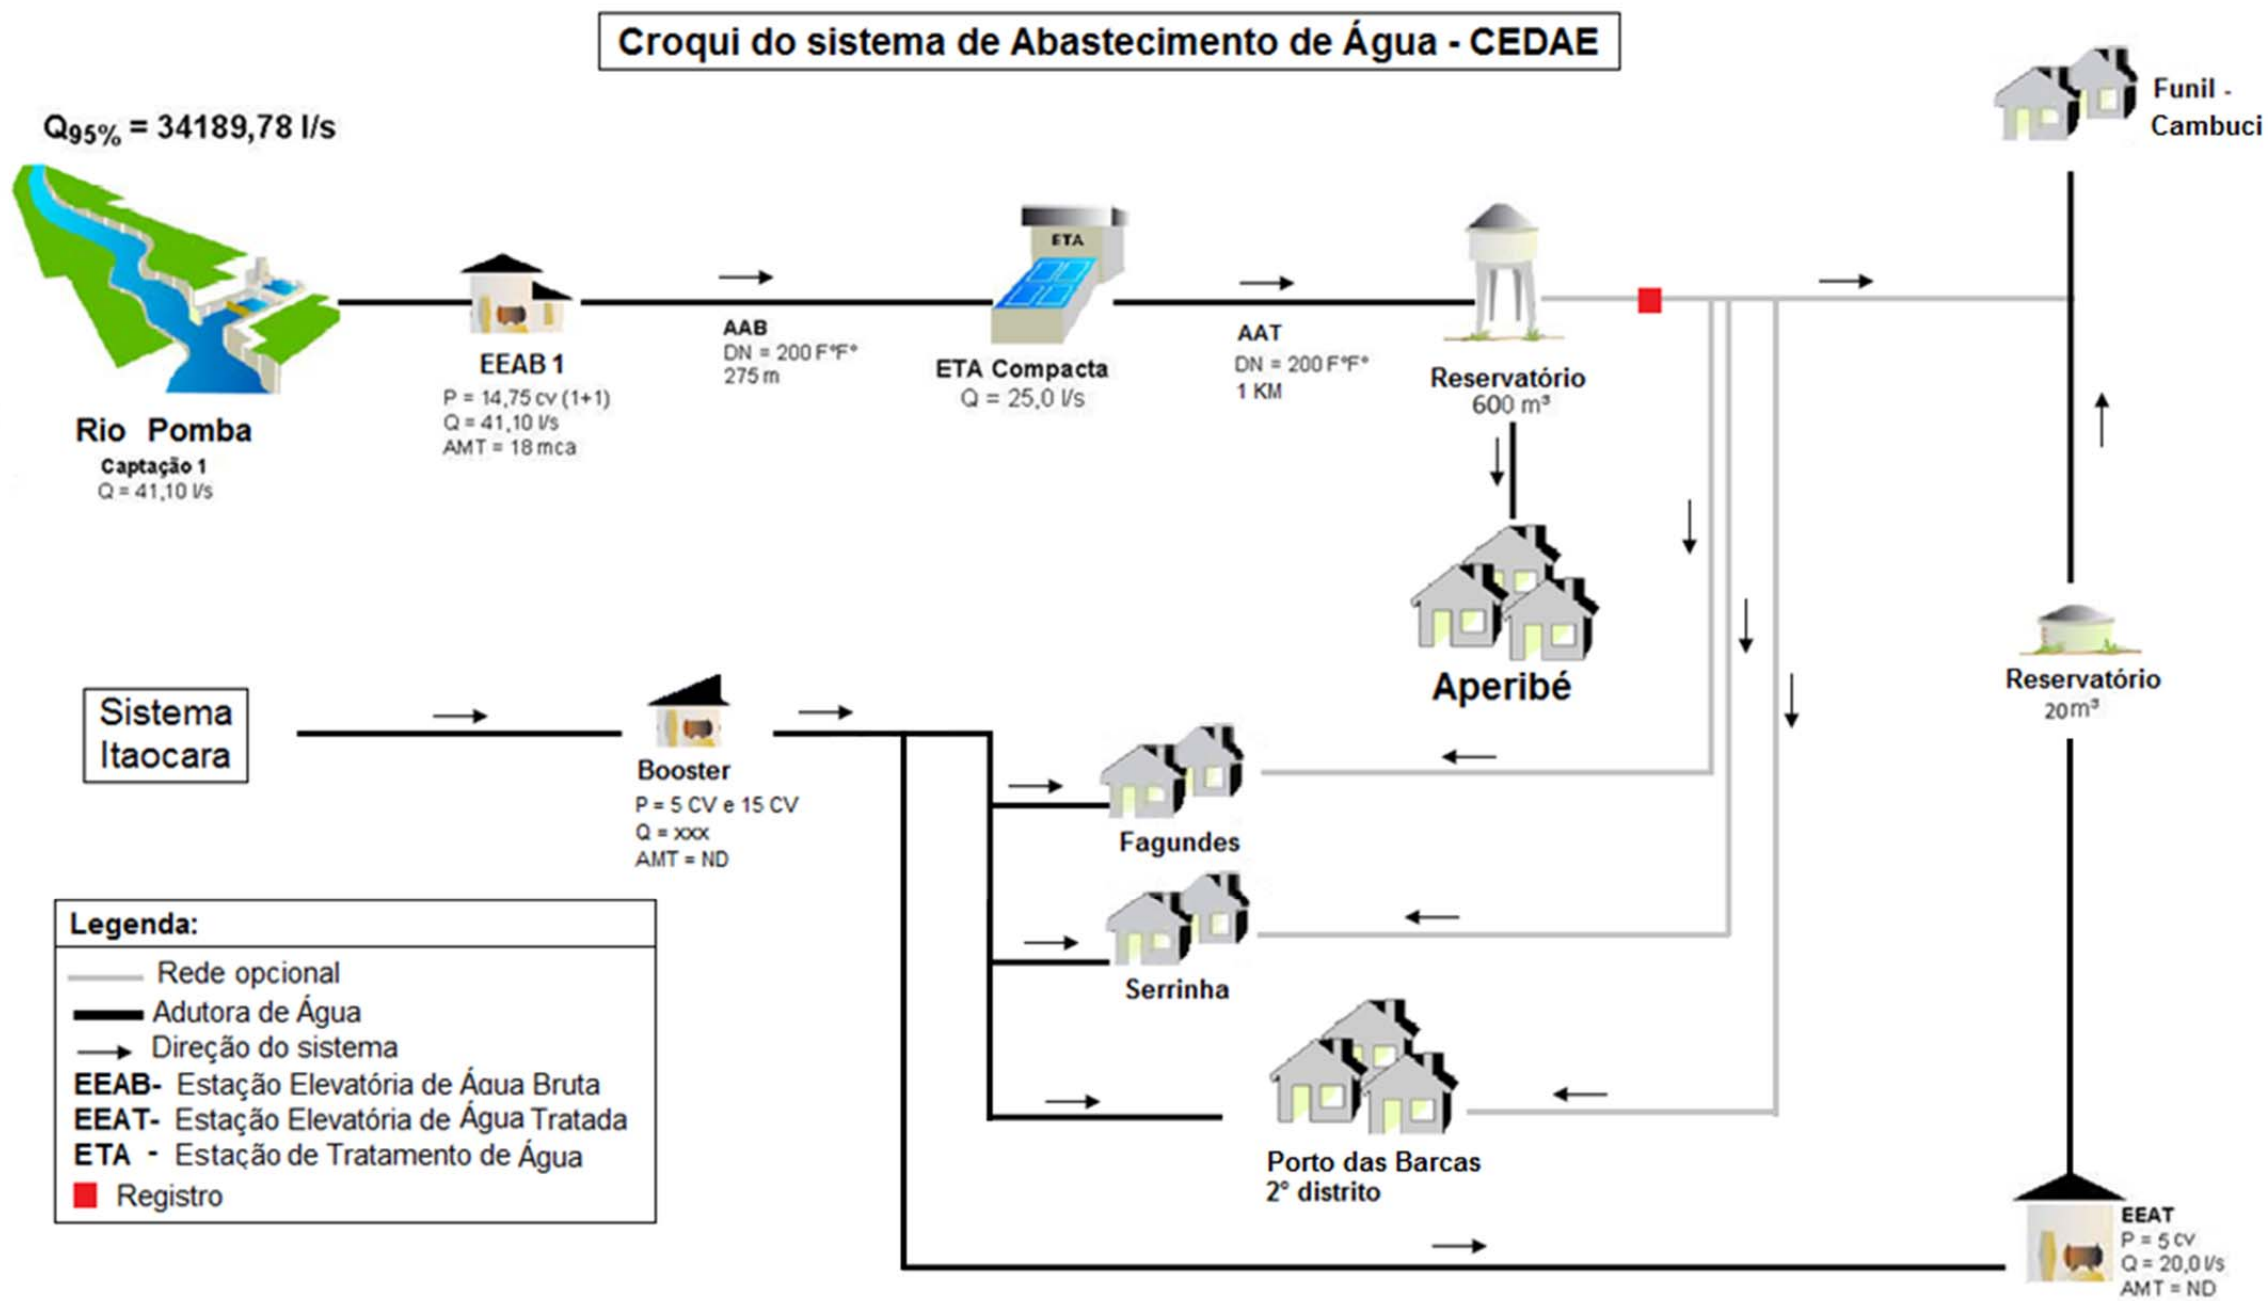 Croqui do sistema de Abastecimento de Água - CEDAE
Funil -
Cambuci
Q95% = 34189,78 l/s
ETA
EEAB 1
P = 14,75 cv (1+1)
Q = 41,10 l/s
AMT = 18 mca
AAB
DN = 200 FºFº
275 m
ETA Compacta
Q = 25,0 l/s
AAT
DN = 200 FºFº
1 KM
Reservatório
600 m³
Rio Pomba
Captação 1
Q = 41,10 l/s
Aperibé
Reservatório
20m³
Sistema
Itaocara
Booster
P = 5 CV e 15 CV
Q = xxx
AMT = ND
Fagundes
Serrinha
Porto das Barcas
2° distrito
Legenda:
Rede opcional
Adutora de Água
Direção do sistema
EEAB- Estação Elevatória de Água Bruta
EEAT- Estação Elevatória de Água Tratada
ETA - Estação de Tratamento de Água
Registro
EEAT
P = 5 cv
Q = 20,0 l/s
AMT = ND